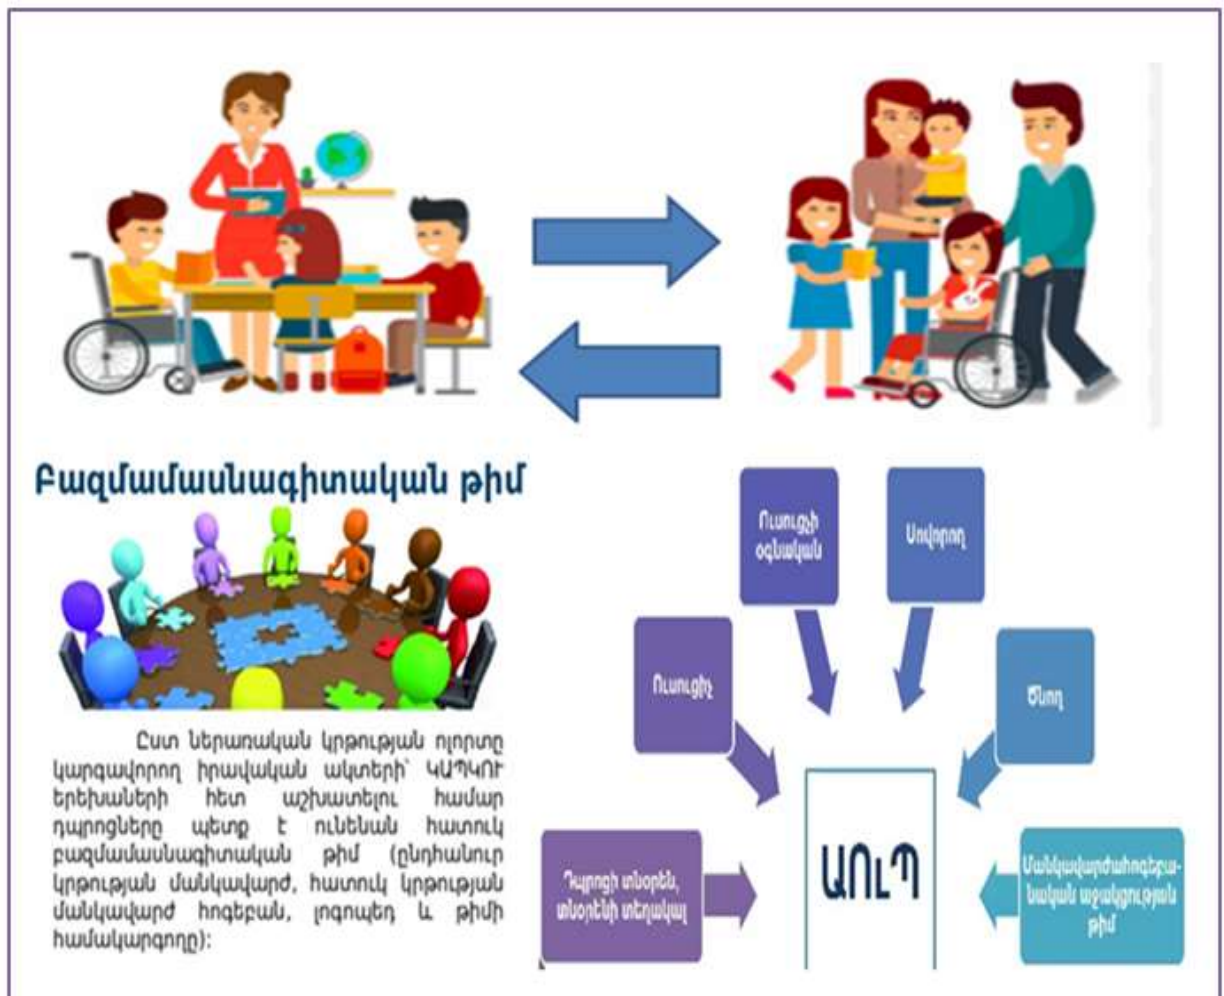 Բազմամասնագիտական թիմ
Ըստ ներառական կրթության ոլորտը
կարգավորող իրավական ակտերի՝ ԿԱՊԿՈՒ
երեխաների հետ աշխատելու համար
դպրոցները պետք է ունենան հատուկ
բազմամասնագիտական թիմ (ընդհանուր
կրթության մանկավարժ, հատուկ կրթության
մանկավարժ հոգեբան, լոգոպեդ և թիմի
համակարգողը):
Ուսուցչի
օգնական
Սովորող
Ուսուցիչ
Ծնող
Դպրոցի տնօրեն,
տնօրենի տեղակալ
ԱՈւՊ
Մանկավարժահոգեբա-
նական աջակցության
թիմ